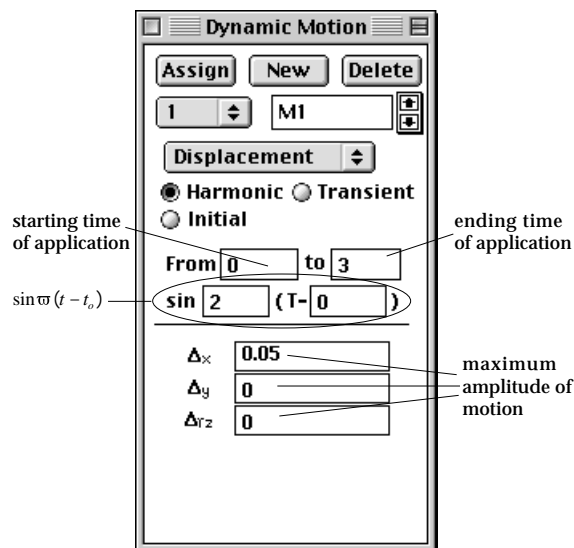 Dynamic Motion
Assign New Delete
1 M1
Displacement
Harmonic Transient
Initial
starting time
of application
ending time
of application
From 0 to 3
sin ϖ(t − tₒ)
sin 2 (T- 0 )
Δx 0.05
Δy 0
Δrz 0
maximum
amplitude of
motion